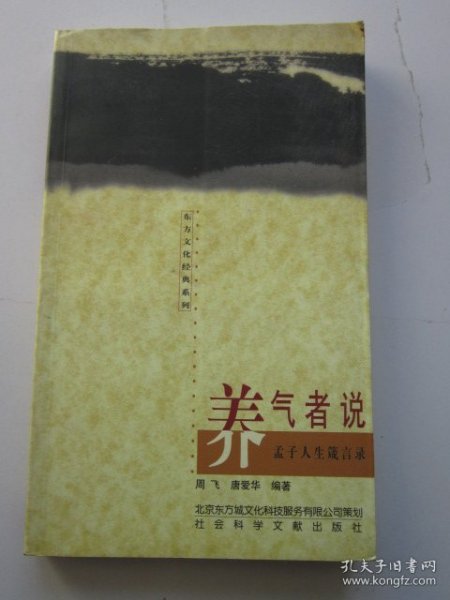 东方文化经典系列
养气者说
孟子人生箴言录
周飞 唐爱华 编著
北京东方城文化科技服务有限公司策划
社会科学文献出版社
孔夫子旧书网
www.kongfz.com